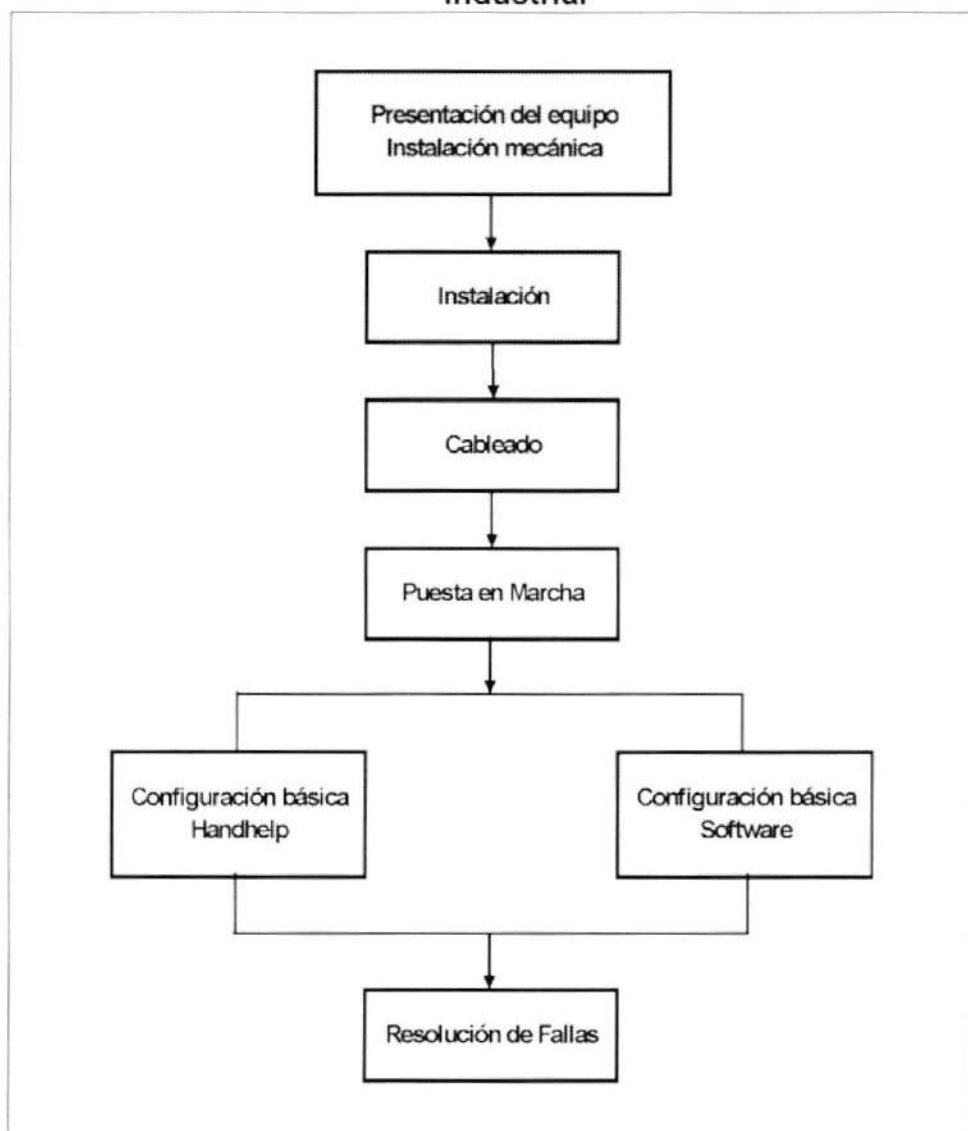 Industrial
Presentación del equipo
Instalación mecánica
Instalación
Cableado
Puesta en Marcha
Configuración básica
Handhelp
Configuración básica
Software
Resolución de Fallas